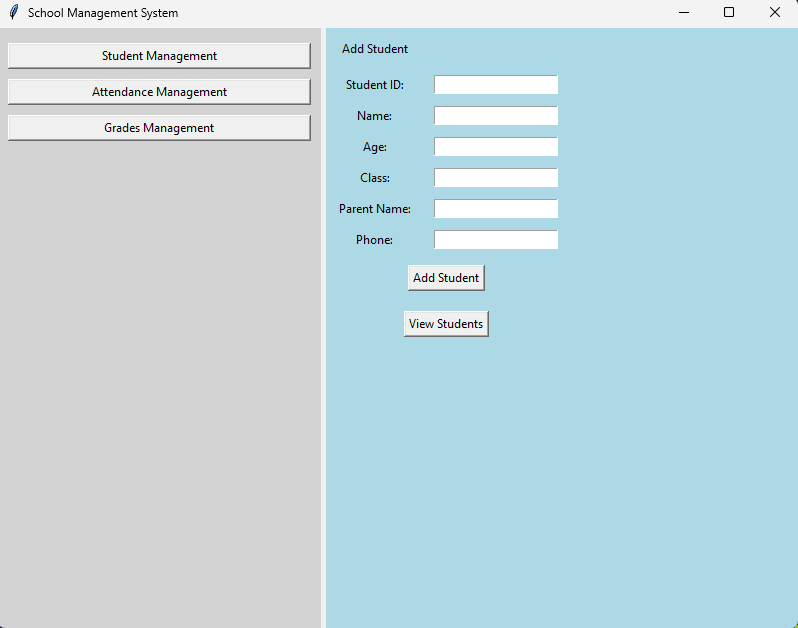 School Management System
Student Management
Attendance Management
Grades Management
Add Student
Student ID:
Name:
Age:
Class:
Parent Name:
Phone:
Add Student
View Students